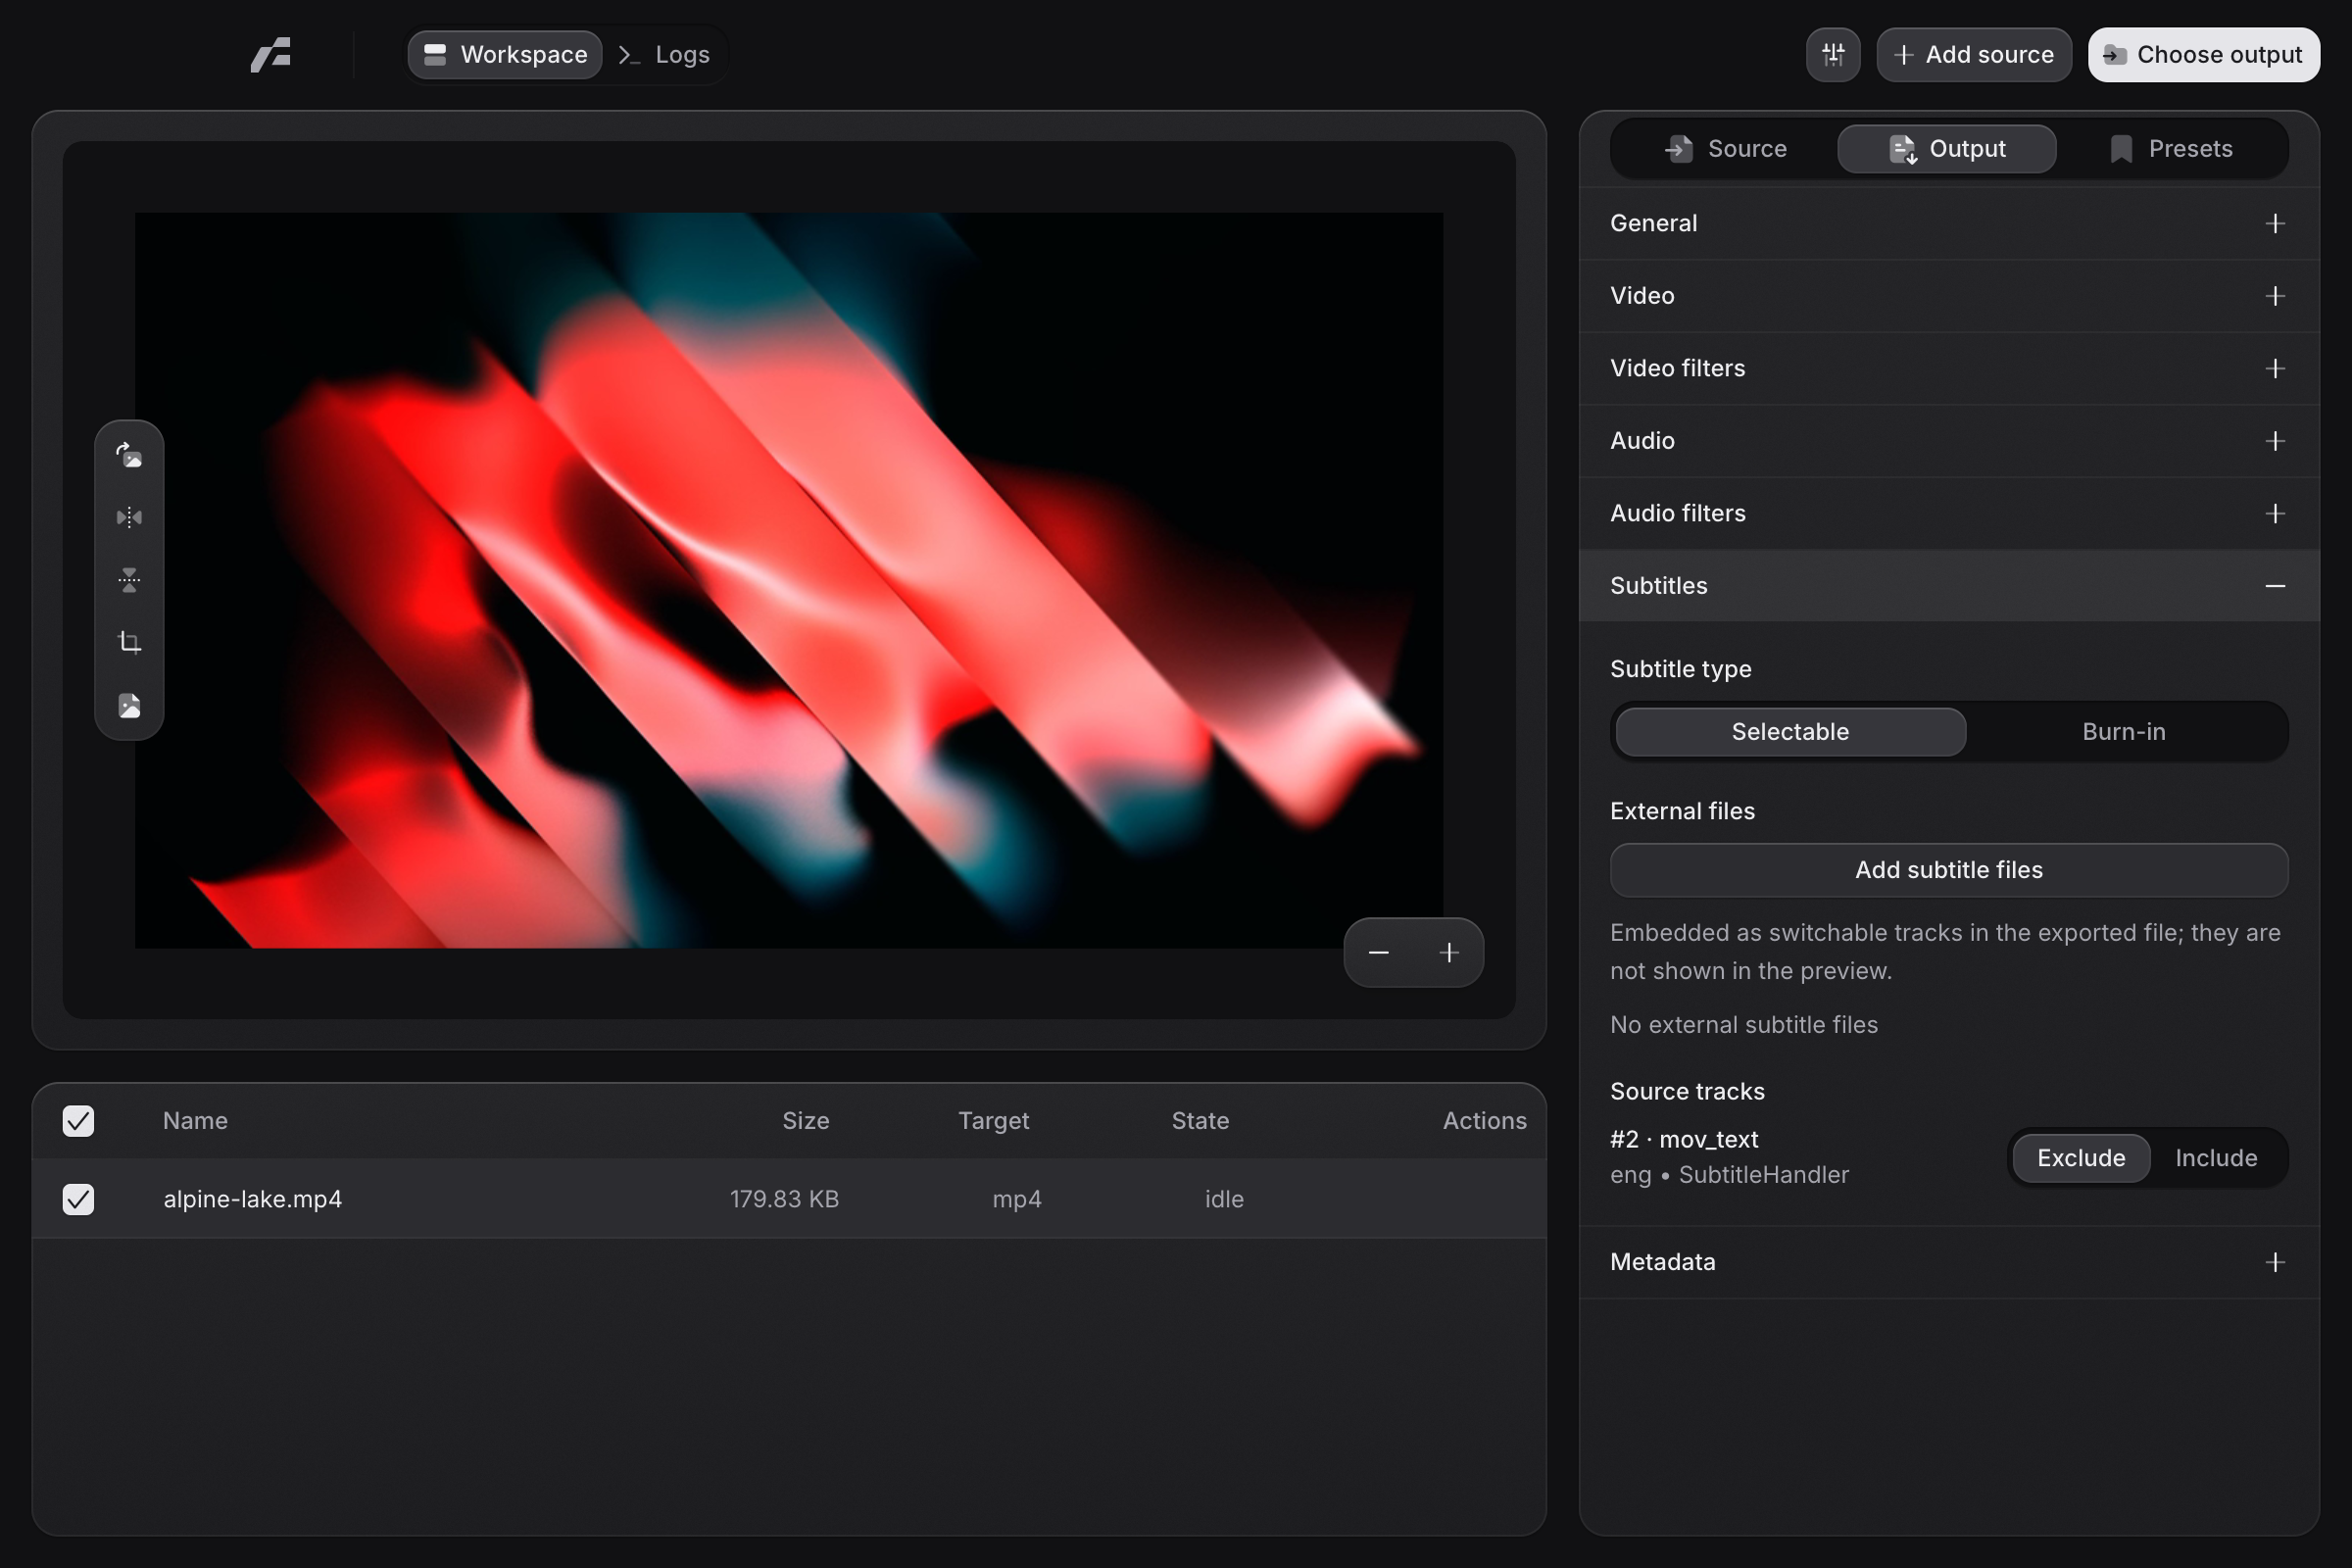 Workspace
Logs
Add source
Choose output
Source
Output
Presets
General
Video
Video filters
Audio
Audio filters
Subtitles
Subtitle type
Selectable
Burn-in
External files
Add subtitle files
Embedded as switchable tracks in the exported file; they are
not shown in the preview.
No external subtitle files
Source tracks
#2 · mov_text
eng • SubtitleHandler
Exclude
Include
Metadata
Name Size Target State Actions
alpine-lake.mp4 179.83 KB mp4 idle